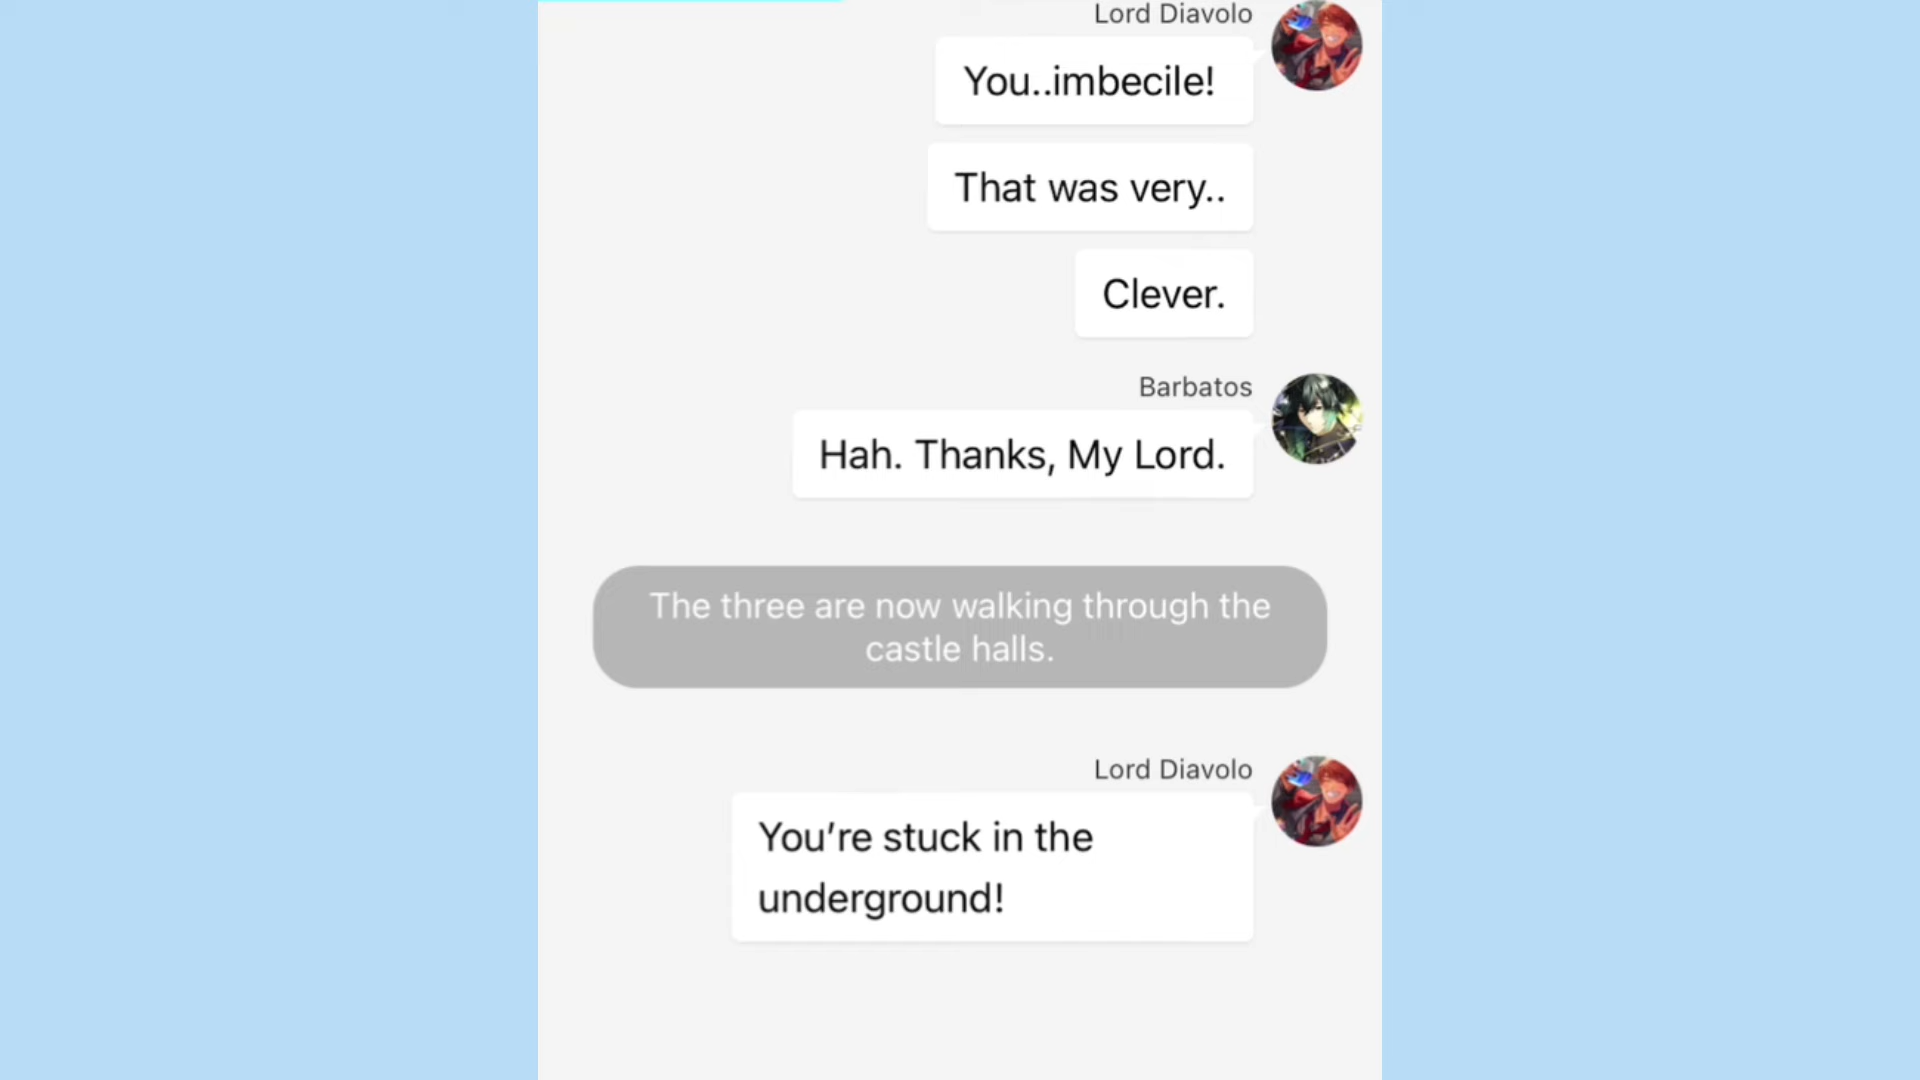 Lord Diavolo
You..imbecile!
That was very..
Clever.
Barbatos
Hah. Thanks, My Lord.
The three are now walking through the
castle halls.
Lord Diavolo
You’re stuck in the
underground!